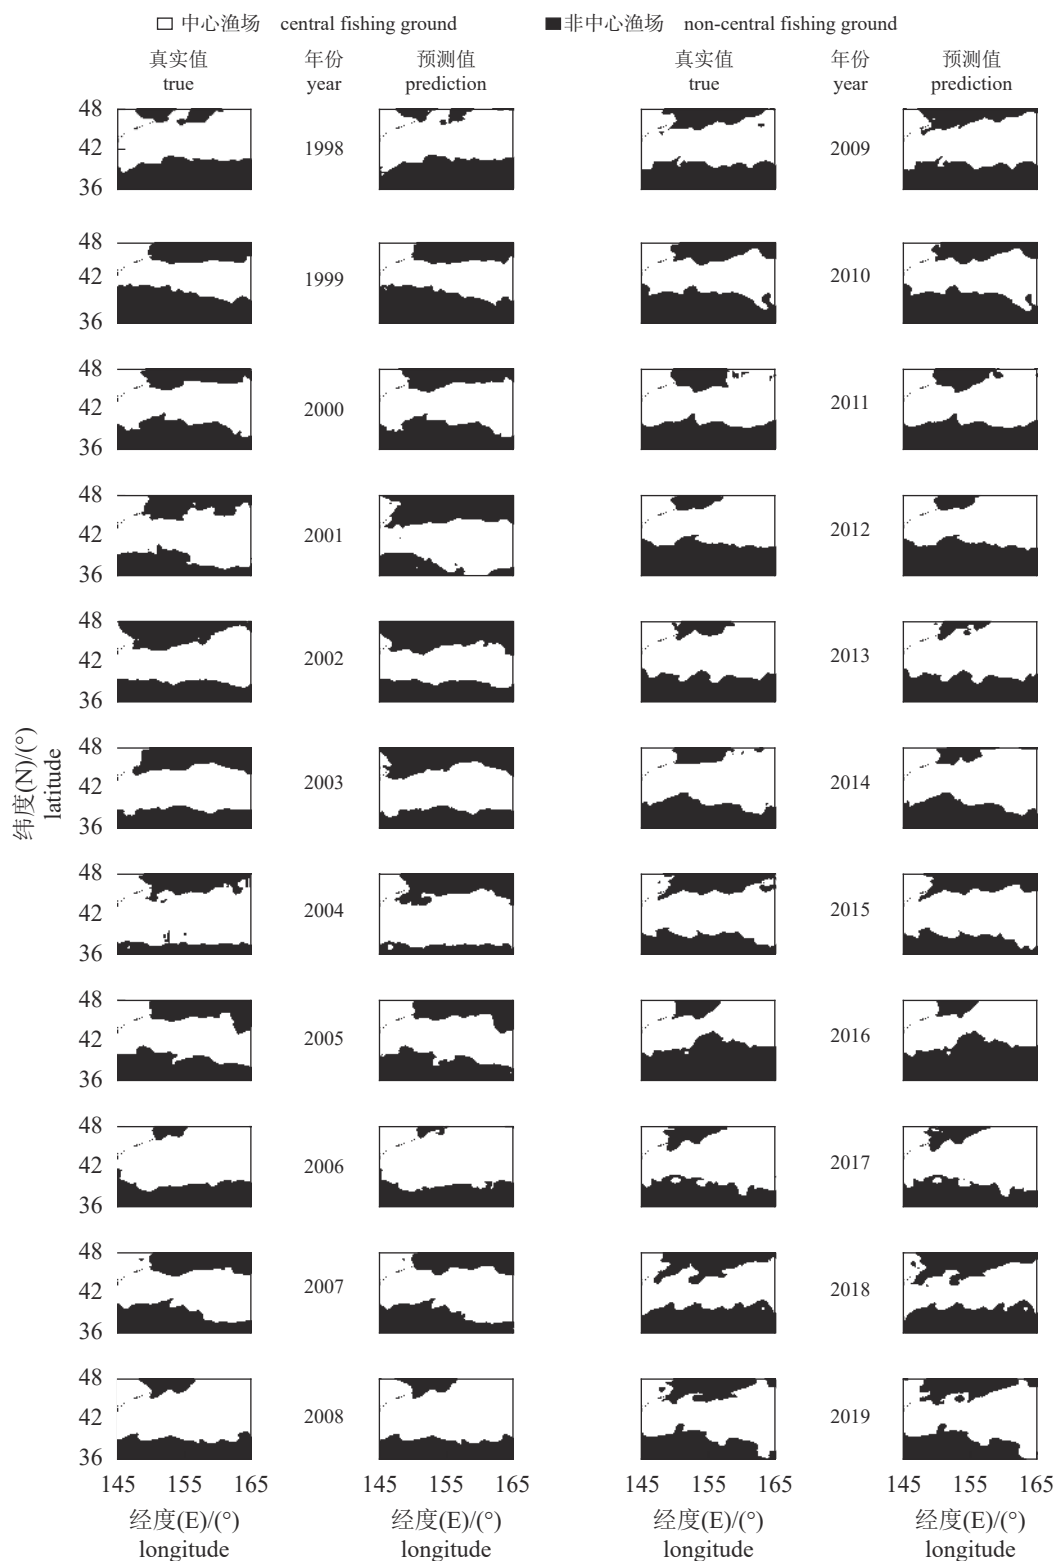 中心渔场 central fishing ground 非中心渔场 non-central fishing ground
真实值 年份 预测值 真实值 年份 预测值
true year prediction true year prediction
48
42 1998 2009
36
48
42 1999 2010
36
48
42 2000 2011
36
48
42 2001 2012
36
48
42 2002 2013
36
纬度(N)/(°)
latitude
48
42 2003 2014
36
48
42 2004 2015
36
48
42 2005 2016
36
48
42 2006 2017
36
48
42 2007 2018
36
48
42 2008 2019
36
145 155 165 145 155 165 145 155 165 145 155 165
经度(E)/(°) 经度(E)/(°) 经度(E)/(°) 经度(E)/(°)
longitude longitude longitude longitude